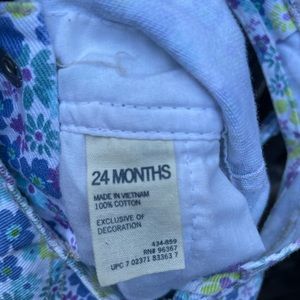 24 MONTHS
MADE IN VIETNAM
100% COTTON
EXCLUSIVE OF
DECORATION
434-859
RN# 96367
UPC 7 02371 83363 7